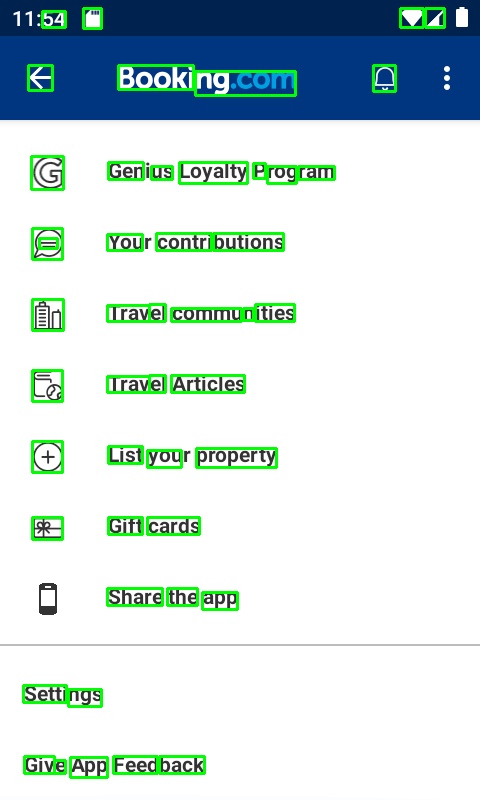 11:54
Booking.com
Genius Loyalty Program
Your contributions
Travel communities
Travel Articles
List your property
Gift cards
Share the app
Settings
Give App Feedback